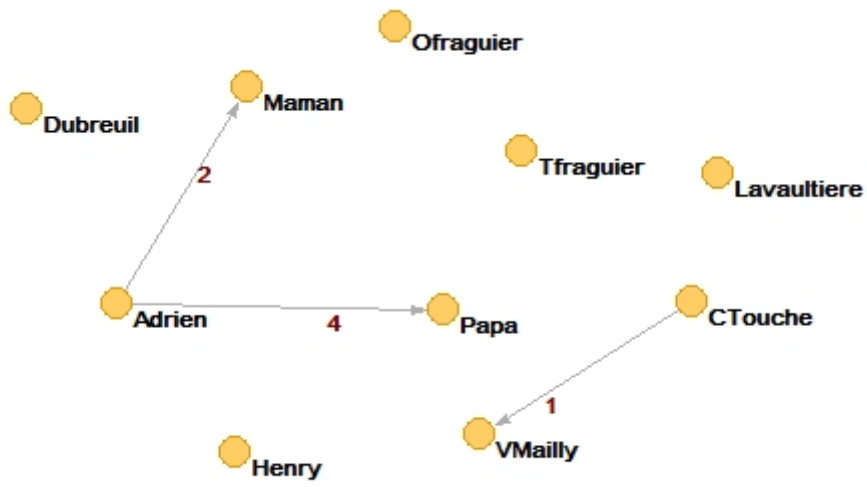 Ofraguier
Maman
Dubreuil
Tfraguier
2
Lavaultiere
Adrien
4
Papa
CTouche
1
VMailly
Henry